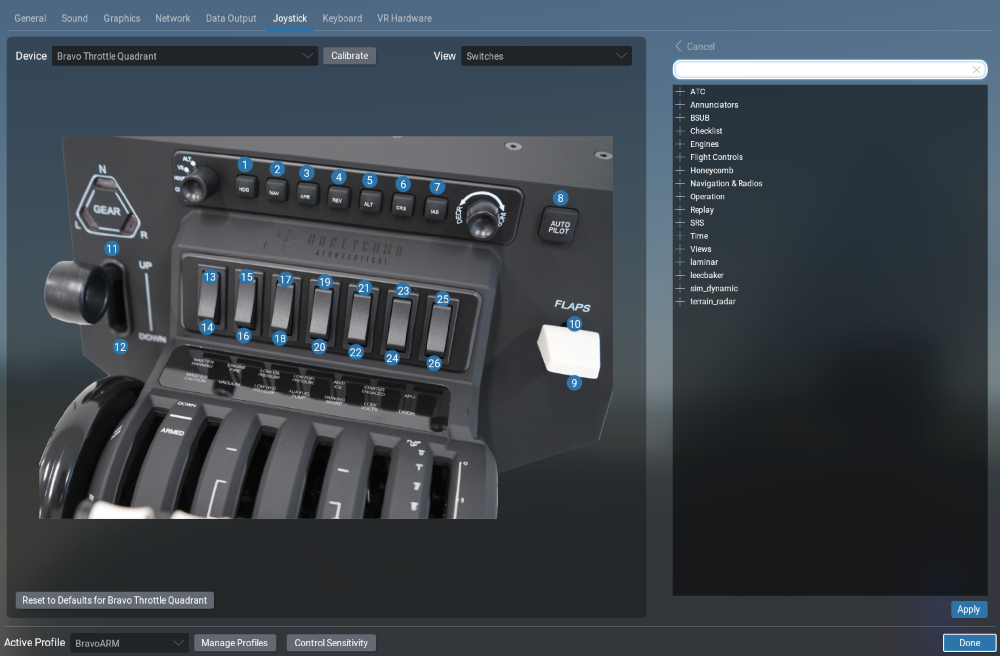 General Sound Graphics Network Data Output Joystick Keyboard VR Hardware
Device Bravo Throttle Quadrant Calibrate View Switches
Cancel
ATC
Annunciators
BSUB
Checklist
Engines
Flight Controls
Honeycomb
Navigation & Radios
Operation
Replay
SRS
Time
Views
laminar
leecbaker
sim_dynamic
terrain_radar
ALT
VS
HDG
1 2 3 4 5 6 7 8
HDG NAV APR REV ALT CRS IAS
DECR INCR
AUTO
PILOT
N
GEAR
L R
11
UP
DOWN
12
HONEYCOMB
AERONAUTICAL
13 15 17 19 21 23 25
14 16 18 20 22 24 26
FLAPS
10
9
MASTER
WARNING
ENGINE
FIRE
LOW OIL
PRESSURE
LOW FUEL
PRESSURE
ANTI
ICE
STARTER
ENGAGED
APU
MASTER
CAUTION
VACUUM
LOW HYD
PRESSURE
AUX FUEL
PUMP
PARKING
BRAKE
LOW
VOLTS
DOOR
DOWN
ARMED
FLAP
UP
Reset to Defaults for Bravo Throttle Quadrant
Apply
Active Profile BravoARM Manage Profiles Control Sensitivity Done